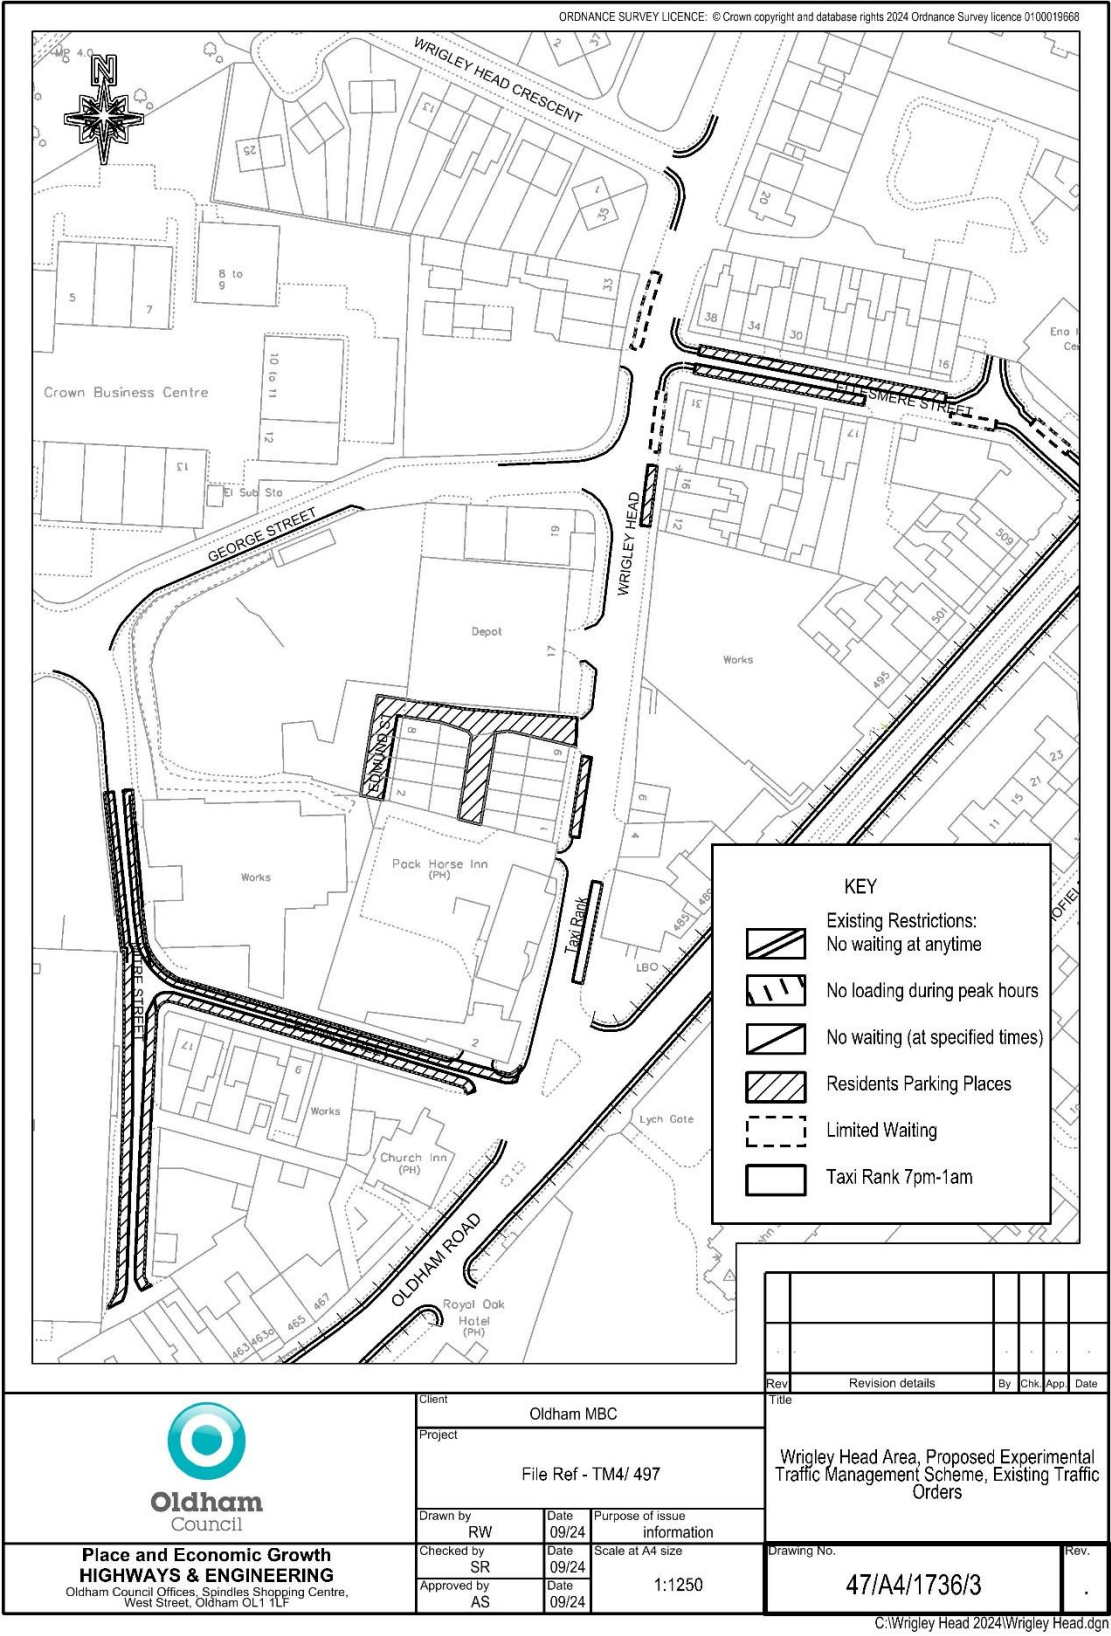 ORDNANCE SURVEY LICENCE: © Crown copyright and database rights 2024 Ordnance Survey licence 0100019668
MP 4.0
N
WRIGLEY HEAD CRESCENT
2
37
13
25
1
35
20
33
5
7
8 to
9
38
34
30
16
Crown Business Centre
10 to 11
12
ELLESMERE STREET
31
17
13
El Sub Sta
GEORGE STREET
19
WRIGLEY HEAD
16
12
509
501
495
Depot
17
Works
EDMUND ST
8
2
6
1
6
4
23
21
15
11
Works
Pack Horse Inn
(PH)
Taxi Rank
485
LBO
17
9
2
Works
Church Inn
(PH)
Lych Gate
OLDHAM ROAD
Royal Oak
Hotel
(PH)
463
463a
465
467
KEY
Existing Restrictions:
No waiting at anytime
No loading during peak hours
No waiting (at specified times)
Residents Parking Places
Limited Waiting
Taxi Rank 7pm-1am
Rev
Revision details
By
Chk.
App.
Date
Oldham
Council
Place and Economic Growth
HIGHWAYS & ENGINEERING
Oldham Council Offices, Spindles Shopping Centre,
West Street, Oldham OL1 1LF
Client
Oldham MBC
Project
File Ref - TM4/ 497
Drawn by
RW
Date
09/24
Purpose of issue
information
Checked by
SR
Date
09/24
Scale at A4 size
1:1250
Approved by
AS
Date
09/24
Title
Wrigley Head Area, Proposed Experimental
Traffic Management Scheme, Existing Traffic
Orders
Drawing No.
47/A4/1736/3
Rev.
.
C:\Wrigley Head 2024\Wrigley Head.dgn